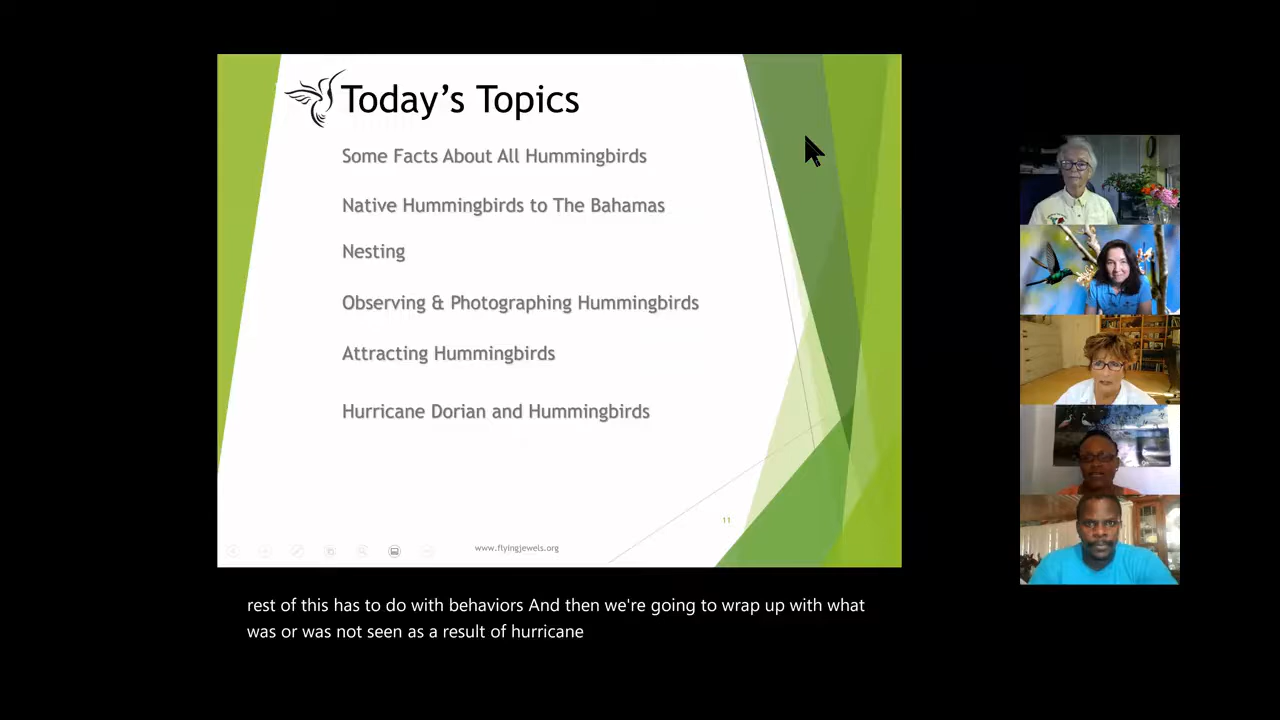 Today's Topics
Some Facts About All Hummingbirds
Native Hummingbirds to The Bahamas
Nesting
Observing & Photographing Hummingbirds
Attracting Hummingbirds
Hurricane Dorian and Hummingbirds
11
www.flyingjewels.org
rest of this has to do with behaviors And then we're going to wrap up with what
was or was not seen as a result of hurricane